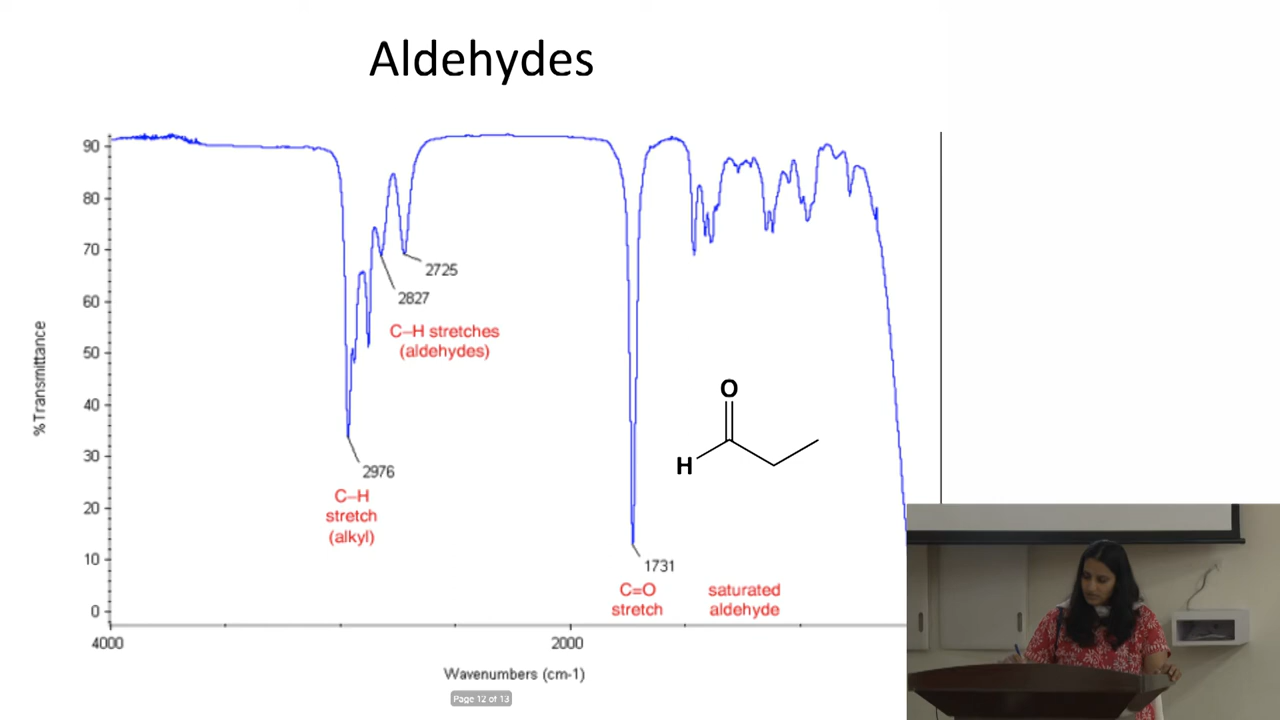 Aldehydes
90
80
70
60
50
40
30
20
10
0
%Transmittance
2725
2827
C–H stretches
(aldehydes)
2976
C–H
stretch
(alkyl)
O
H
1731
C=O
stretch
saturated
aldehyde
4000
2000
Wavenumbers (cm-1)
Page 12 of 13